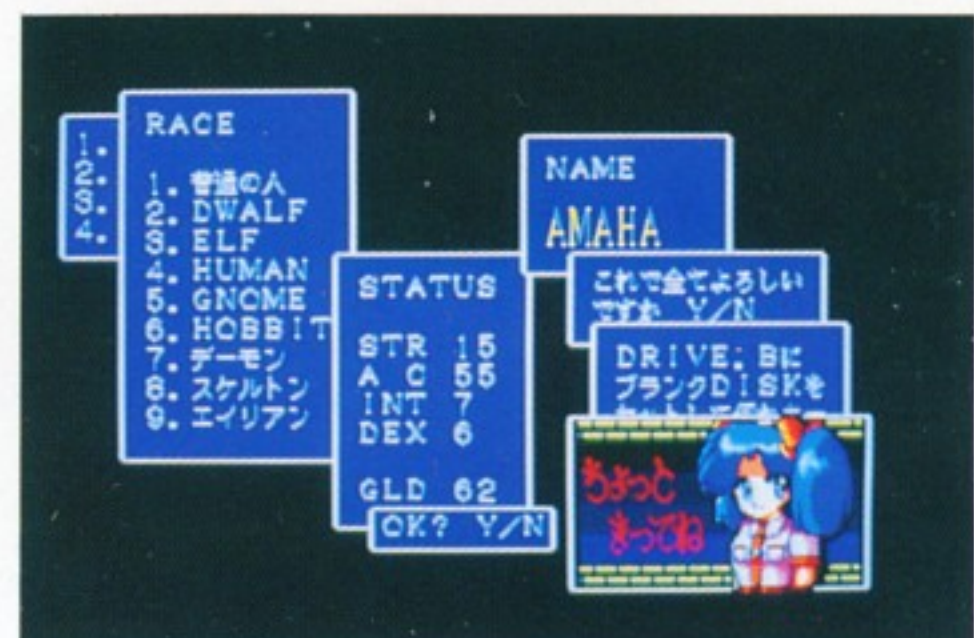 1.
2.
3.
4.
RACE
1. 普通の人
2. DWALF
3. ELF
4. HUMAN
5. GNOME
6. HOBBIT
7. デーモン
8. スケルトン
9. エイリアン
STATUS
STR 15
A C 55
INT 7
DEX 6
GLD 62
OK? Y/N
NAME
AMAHA
これで全てよろしい
ですか Y/N
DRIVE: Bに
ブランクDISKを
ちょっと
まってね